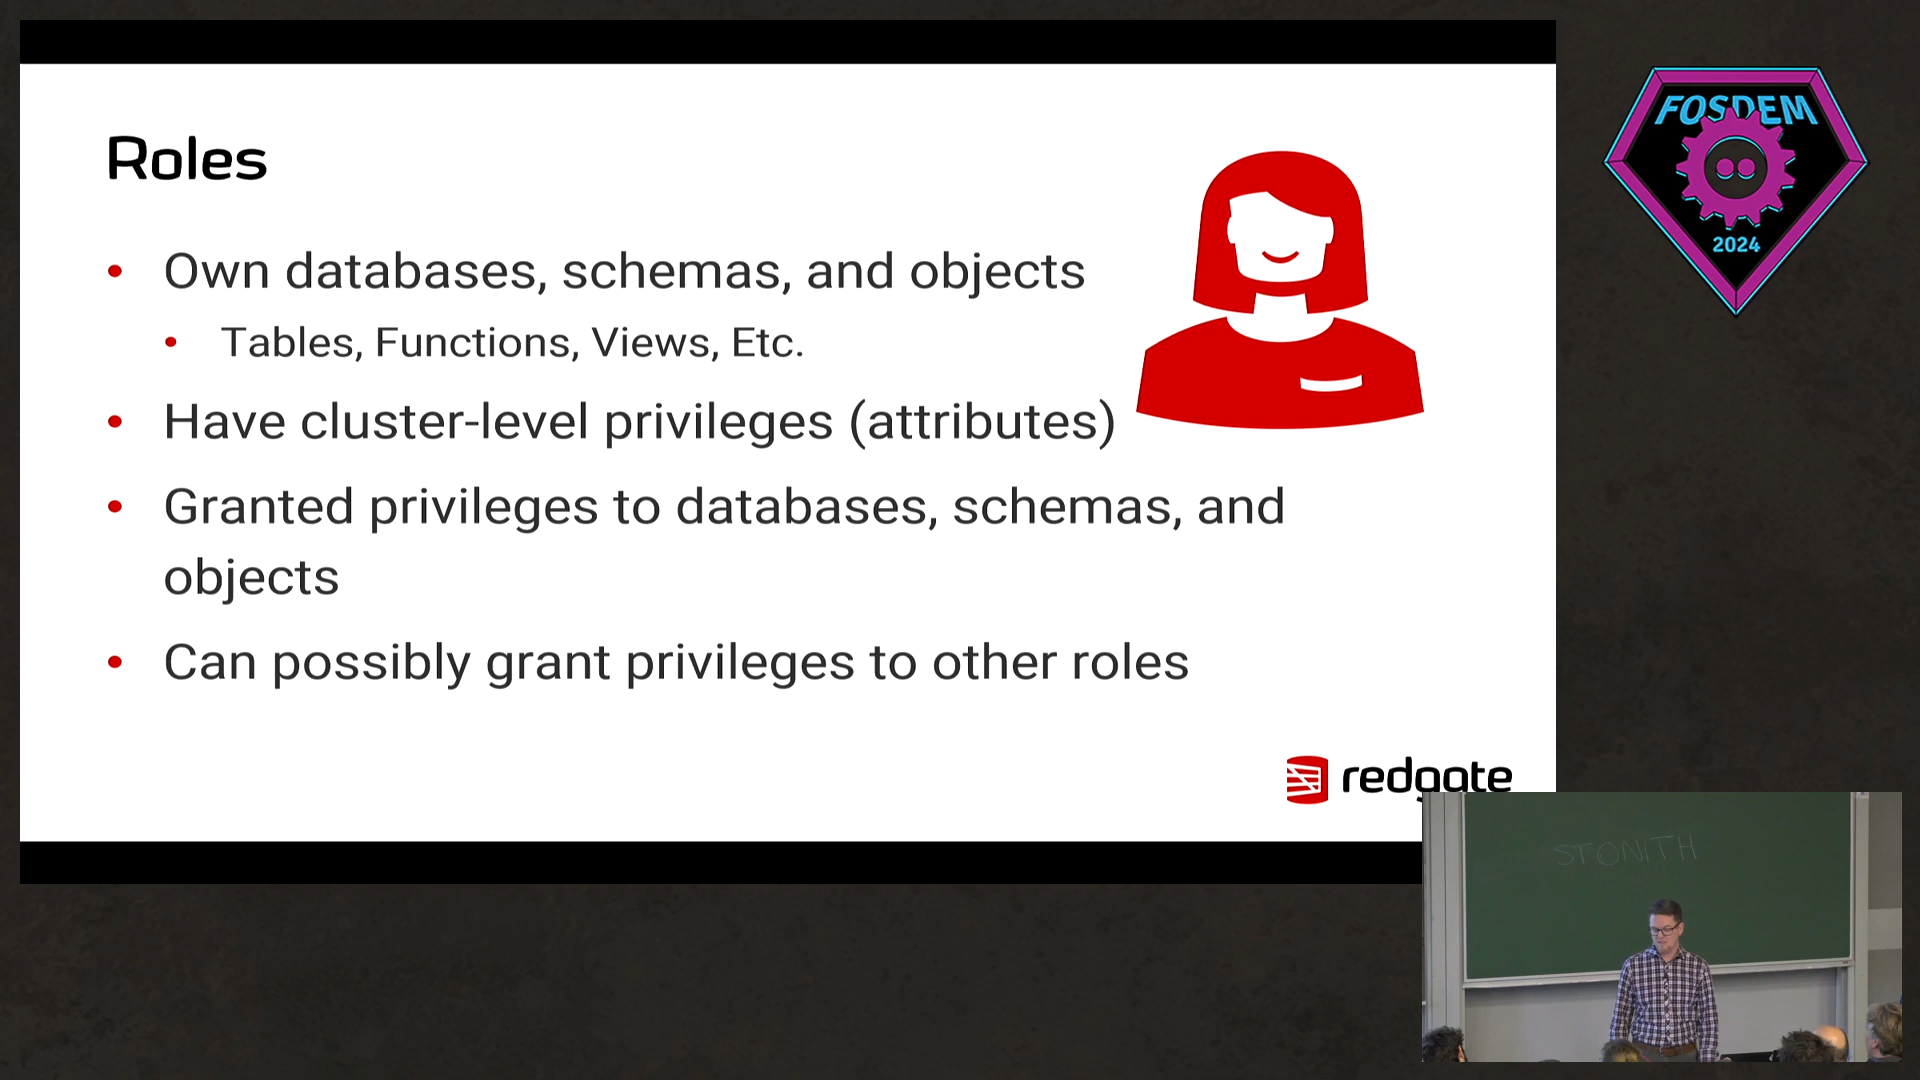 Roles
Own databases, schemas, and objects
Tables, Functions, Views, Etc.
Have cluster-level privileges (attributes)
Granted privileges to databases, schemas, and
objects
Can possibly grant privileges to other roles
redgate
FOSDEM
2024
STONITH